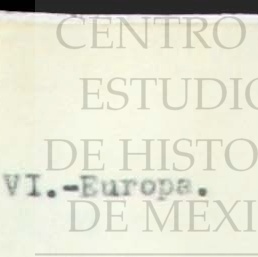 CENTRO
ESTUDIO
DE HISTO
VI.-Europa.
DE MEXI